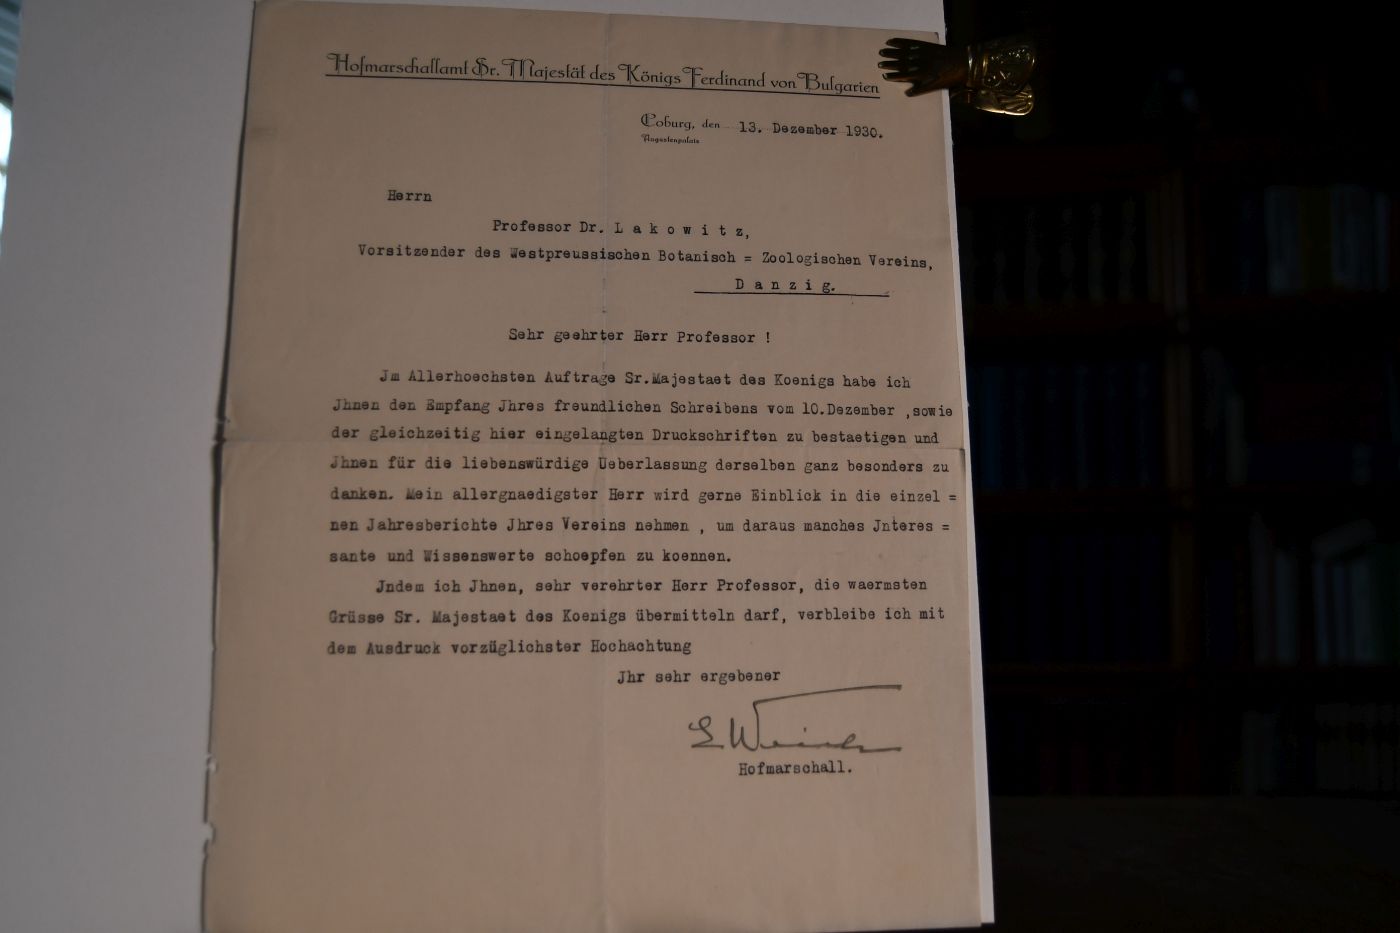 Hofmarschallamt Sr. Majestät des Königs Ferdinand von Bulgarien
Coburg, den 13. Dezember 1930.
Augustenpalais
Herrn
Professor Dr. L a k o w i t z,
Vorsitzender des Westpreussischen Botanisch = Zoologischen Vereins,
D a n z i g.
Sehr geehrter Herr Professor !
Jm Allerhoechsten Auftrage Sr.Majestaet des Koenigs habe ich
Jhnen den Empfang Jhres freundlichen Schreibens vom 10.Dezember ,sowie
der gleichzeitig hier eingelangten Druckschriften zu bestaetigen und
Jhnen für die liebenswürdige Ueberlassung derselben ganz besonders zu
danken. Mein allergnaedigster Herr wird gerne Einblick in die einzel =
nen Jahresberichte Jhres Vereins nehmen , um daraus manches Jnteres =
sante und Wissenswerte schoepfen zu koennen.
Jndem ich Jhnen, sehr verehrter Herr Professor, die waermsten
Grüsse Sr. Majestaet des Koenigs übermitteln darf, verbleibe ich mit
dem Ausdruck vorzüglichster Hochachtung
Jhr sehr ergebener
Hofmarschall.